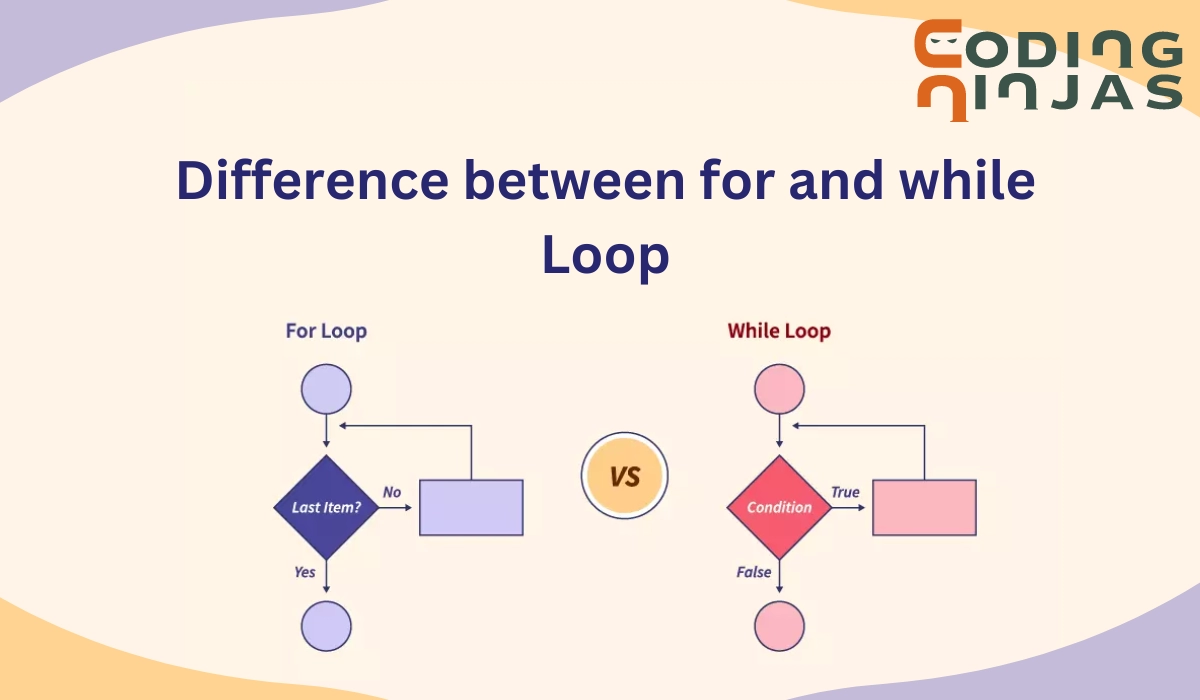 CODING
NINJAS
Difference between for and while
Loop
For Loop
While Loop
Last Item?
No
Yes
VS
Condition
True
False